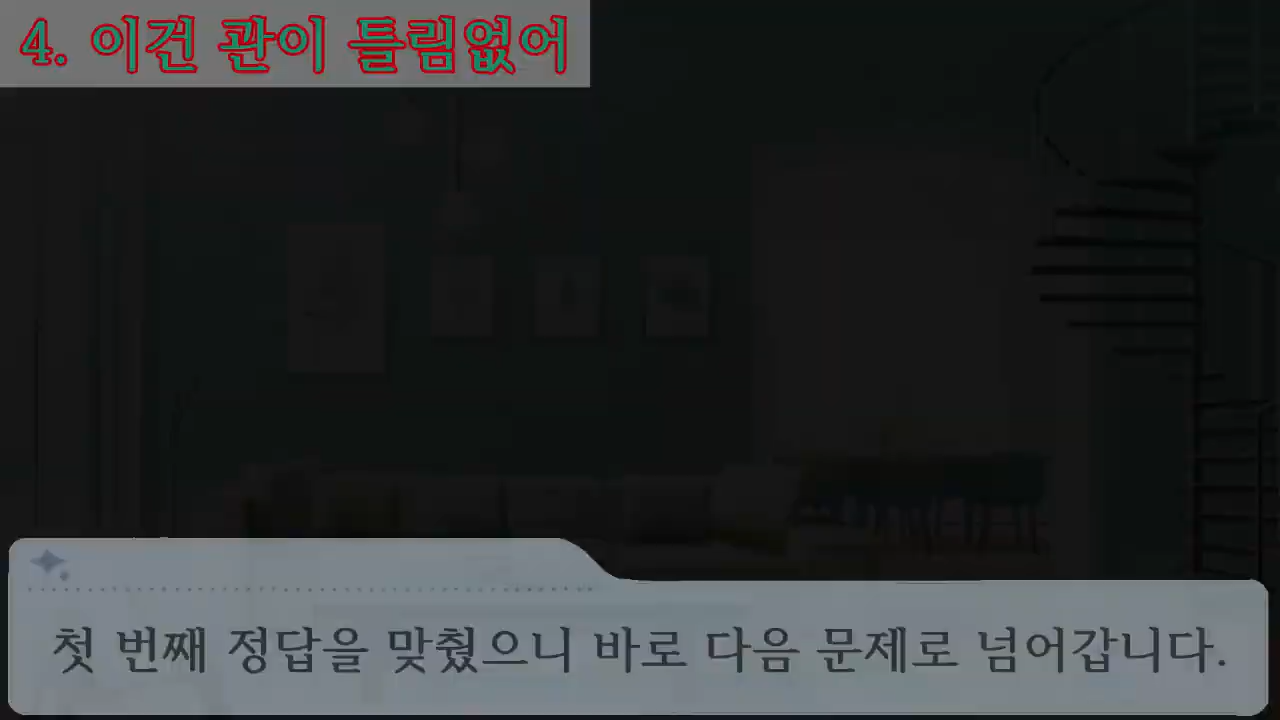 4. 이건 관이 틀림없어
첫 번째 정답을 맞췄으니 바로 다음 문제로 넘어갑니다.